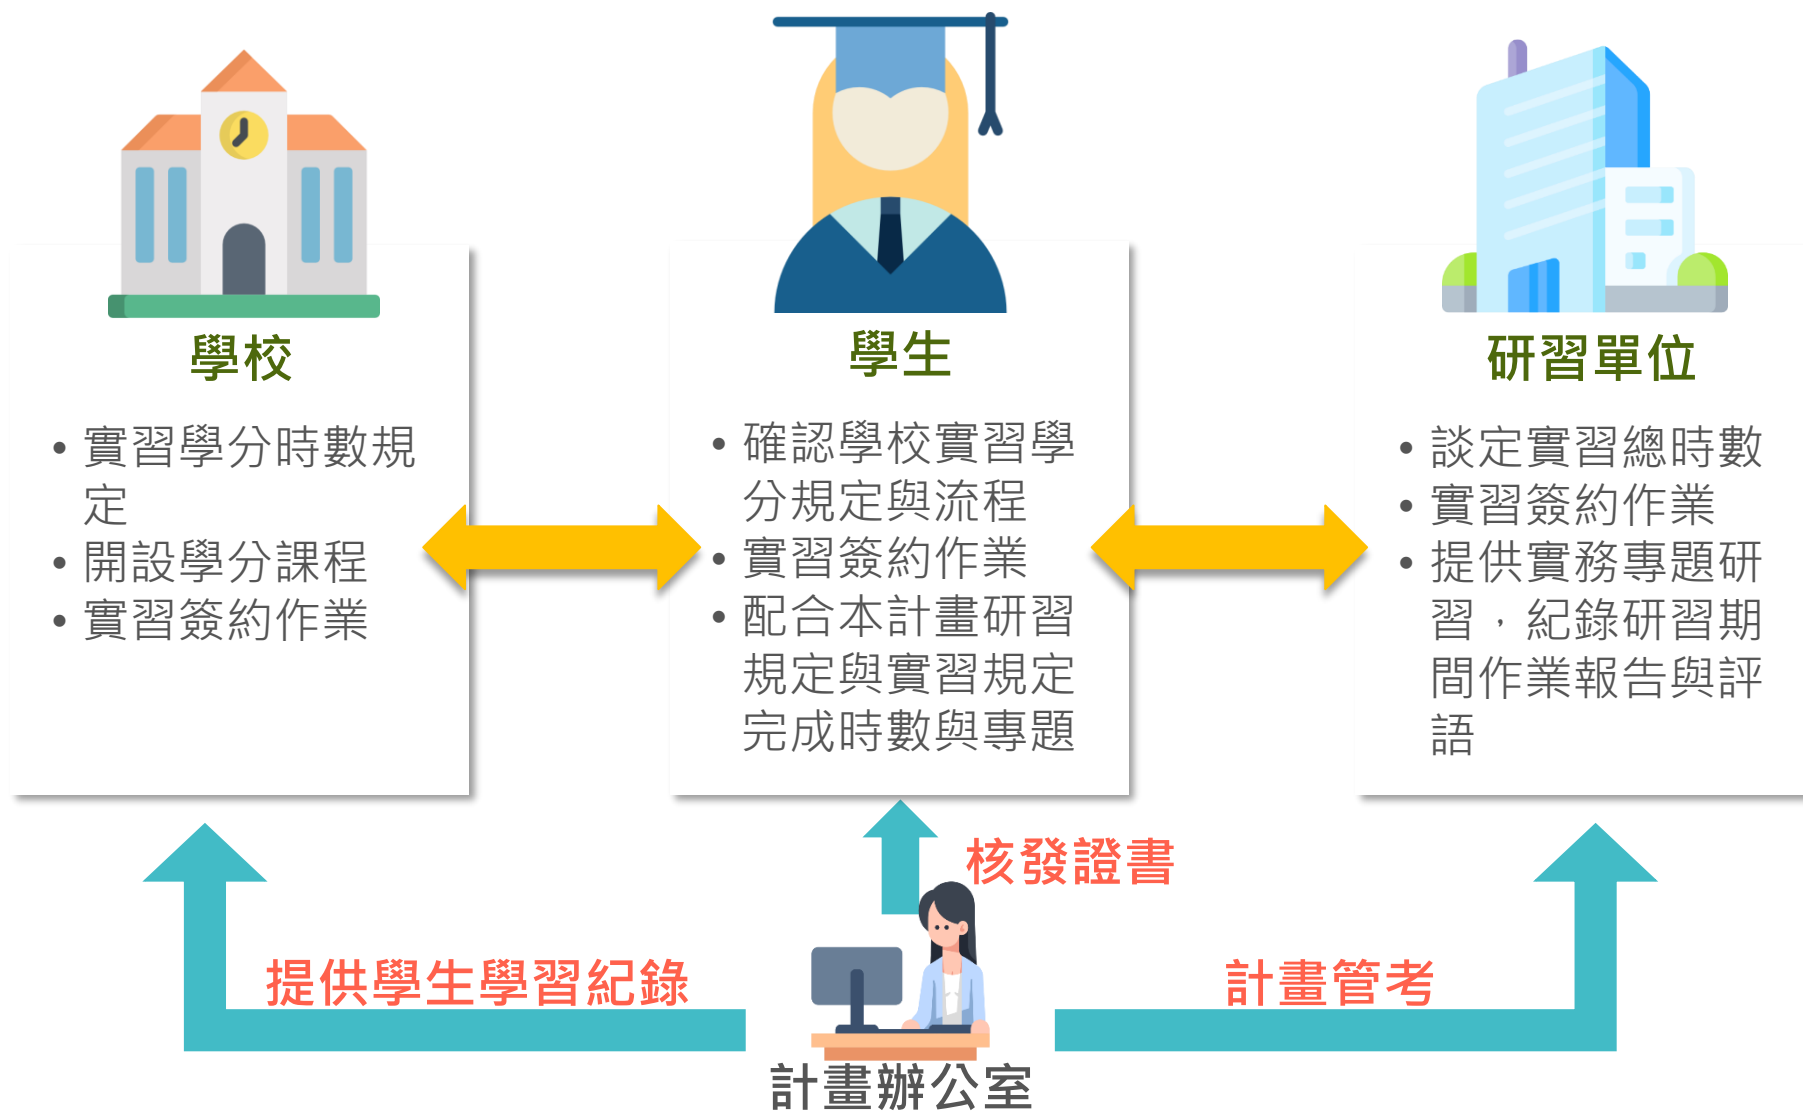 學校
• 實習學分時數規
定
• 開設學分課程
• 實習簽約作業
學生
• 確認學校實習學
分規定與流程
• 實習簽約作業
• 配合本計畫研習
規定與實習規定
完成時數與專題
研習單位
• 談定實習總時數
• 實習簽約作業
• 提供實務專題研
習，紀錄研習期
間作業報告與評
語
核發證書
提供學生學習紀錄
計畫管考
計畫辦公室